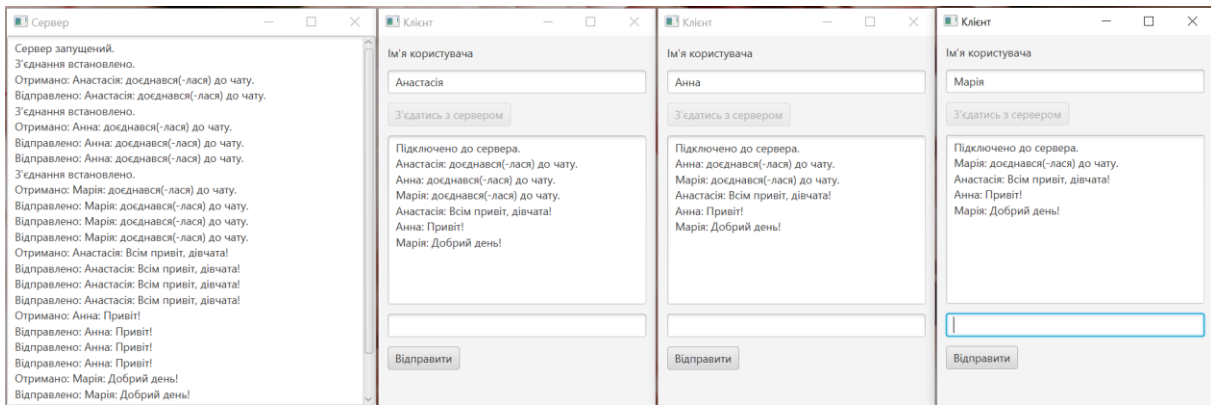 Сервер
Сервер запущений.
З'єднання встановлено.
Отримано: Анастасія: доєднався(-лася) до чату.
Відправлено: Анастасія: доєднався(-лася) до чату.
З'єднання встановлено.
Отримано: Анна: доєднався(-лася) до чату.
Відправлено: Анна: доєднався(-лася) до чату.
Відправлено: Анна: доєднався(-лася) до чату.
З'єднання встановлено.
Отримано: Марія: доєднався(-лася) до чату.
Відправлено: Марія: доєднався(-лася) до чату.
Відправлено: Марія: доєднався(-лася) до чату.
Відправлено: Марія: доєднався(-лася) до чату.
Отримано: Анастасія: Всім привіт, дівчата!
Відправлено: Анастасія: Всім привіт, дівчата!
Відправлено: Анастасія: Всім привіт, дівчата!
Відправлено: Анастасія: Всім привіт, дівчата!
Отримано: Анна: Привіт!
Відправлено: Анна: Привіт!
Відправлено: Анна: Привіт!
Відправлено: Анна: Привіт!
Отримано: Марія: Добрий день!
Відправлено: Марія: Добрий день!
Клієнт
Ім'я користувача
Анастасія
З'єдатись з сервером
Підключено до сервера.
Анастасія: доєднався(-лася) до чату.
Анна: доєднався(-лася) до чату.
Марія: доєднався(-лася) до чату.
Анастасія: Всім привіт, дівчата!
Анна: Привіт!
Марія: Добрий день!
Відправити
Клієнт
Ім'я користувача
Анна
З'єдатись з сервером
Підключено до сервера.
Анна: доєднався(-лася) до чату.
Марія: доєднався(-лася) до чату.
Анастасія: Всім привіт, дівчата!
Анна: Привіт!
Марія: Добрий день!
Відправити
Клієнт
Ім'я користувача
Марія
З'єдатись з сервером
Підключено до сервера.
Марія: доєднався(-лася) до чату.
Анастасія: Всім привіт, дівчата!
Анна: Привіт!
Марія: Добрий день!
Відправити